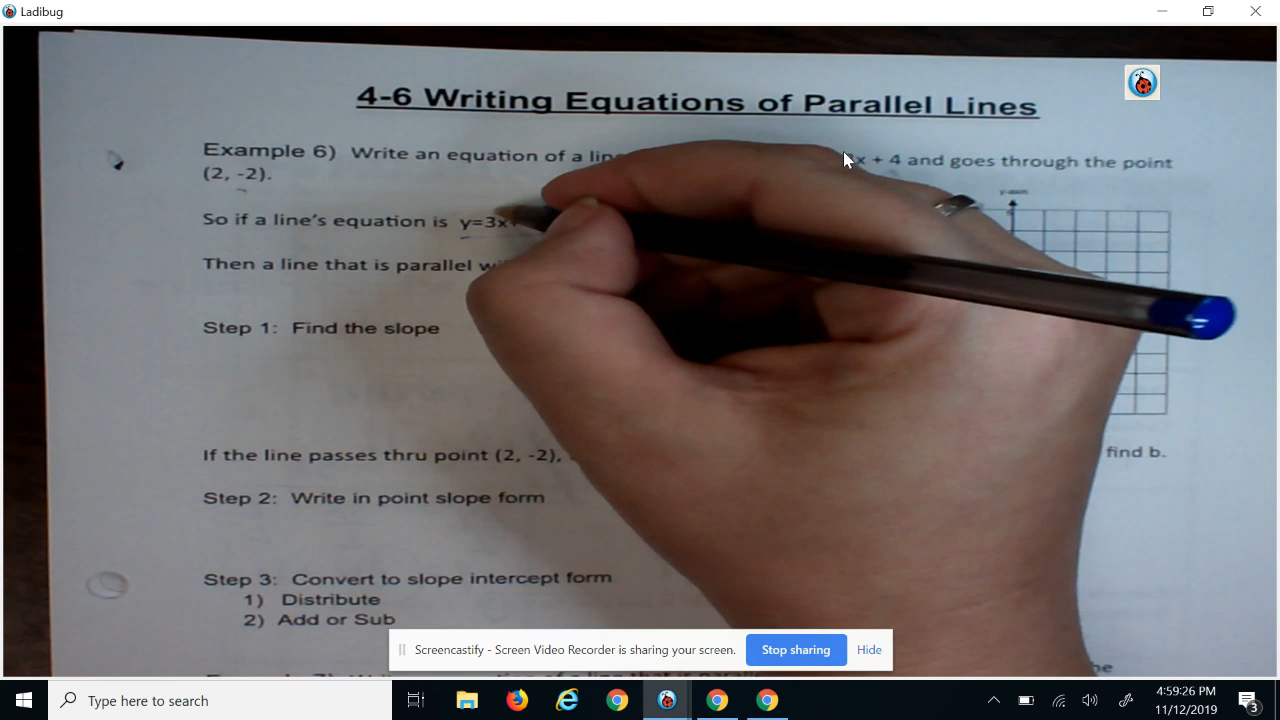 Ladibug
4-6 Writing Equations of Parallel Lines
Example 6) Write an equation of a line x + 4 and goes through the point
(2, -2).
y-axis
So if a line's equation is y=3x+
Then a line that is parallel
Step 1: Find the slope
If the line passes thru point (2, -2), find b.
Step 2: Write in point slope form
Step 3: Convert to slope intercept form
1) Distribute
2) Add or Sub
Screencastify - Screen Video Recorder is sharing your screen. Stop sharing Hide
Type here to search
4:59:26 PM
11/12/2019
3